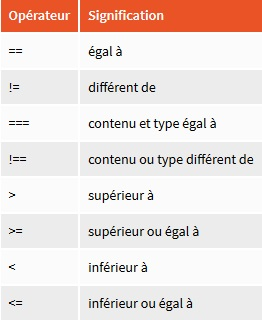 Opérateur Signification
== égal à
!= différent de
=== contenu et type égal à
!== contenu ou type différent de
> supérieur à
>= supérieur ou égal à
< inférieur à
<= inférieur ou égal à